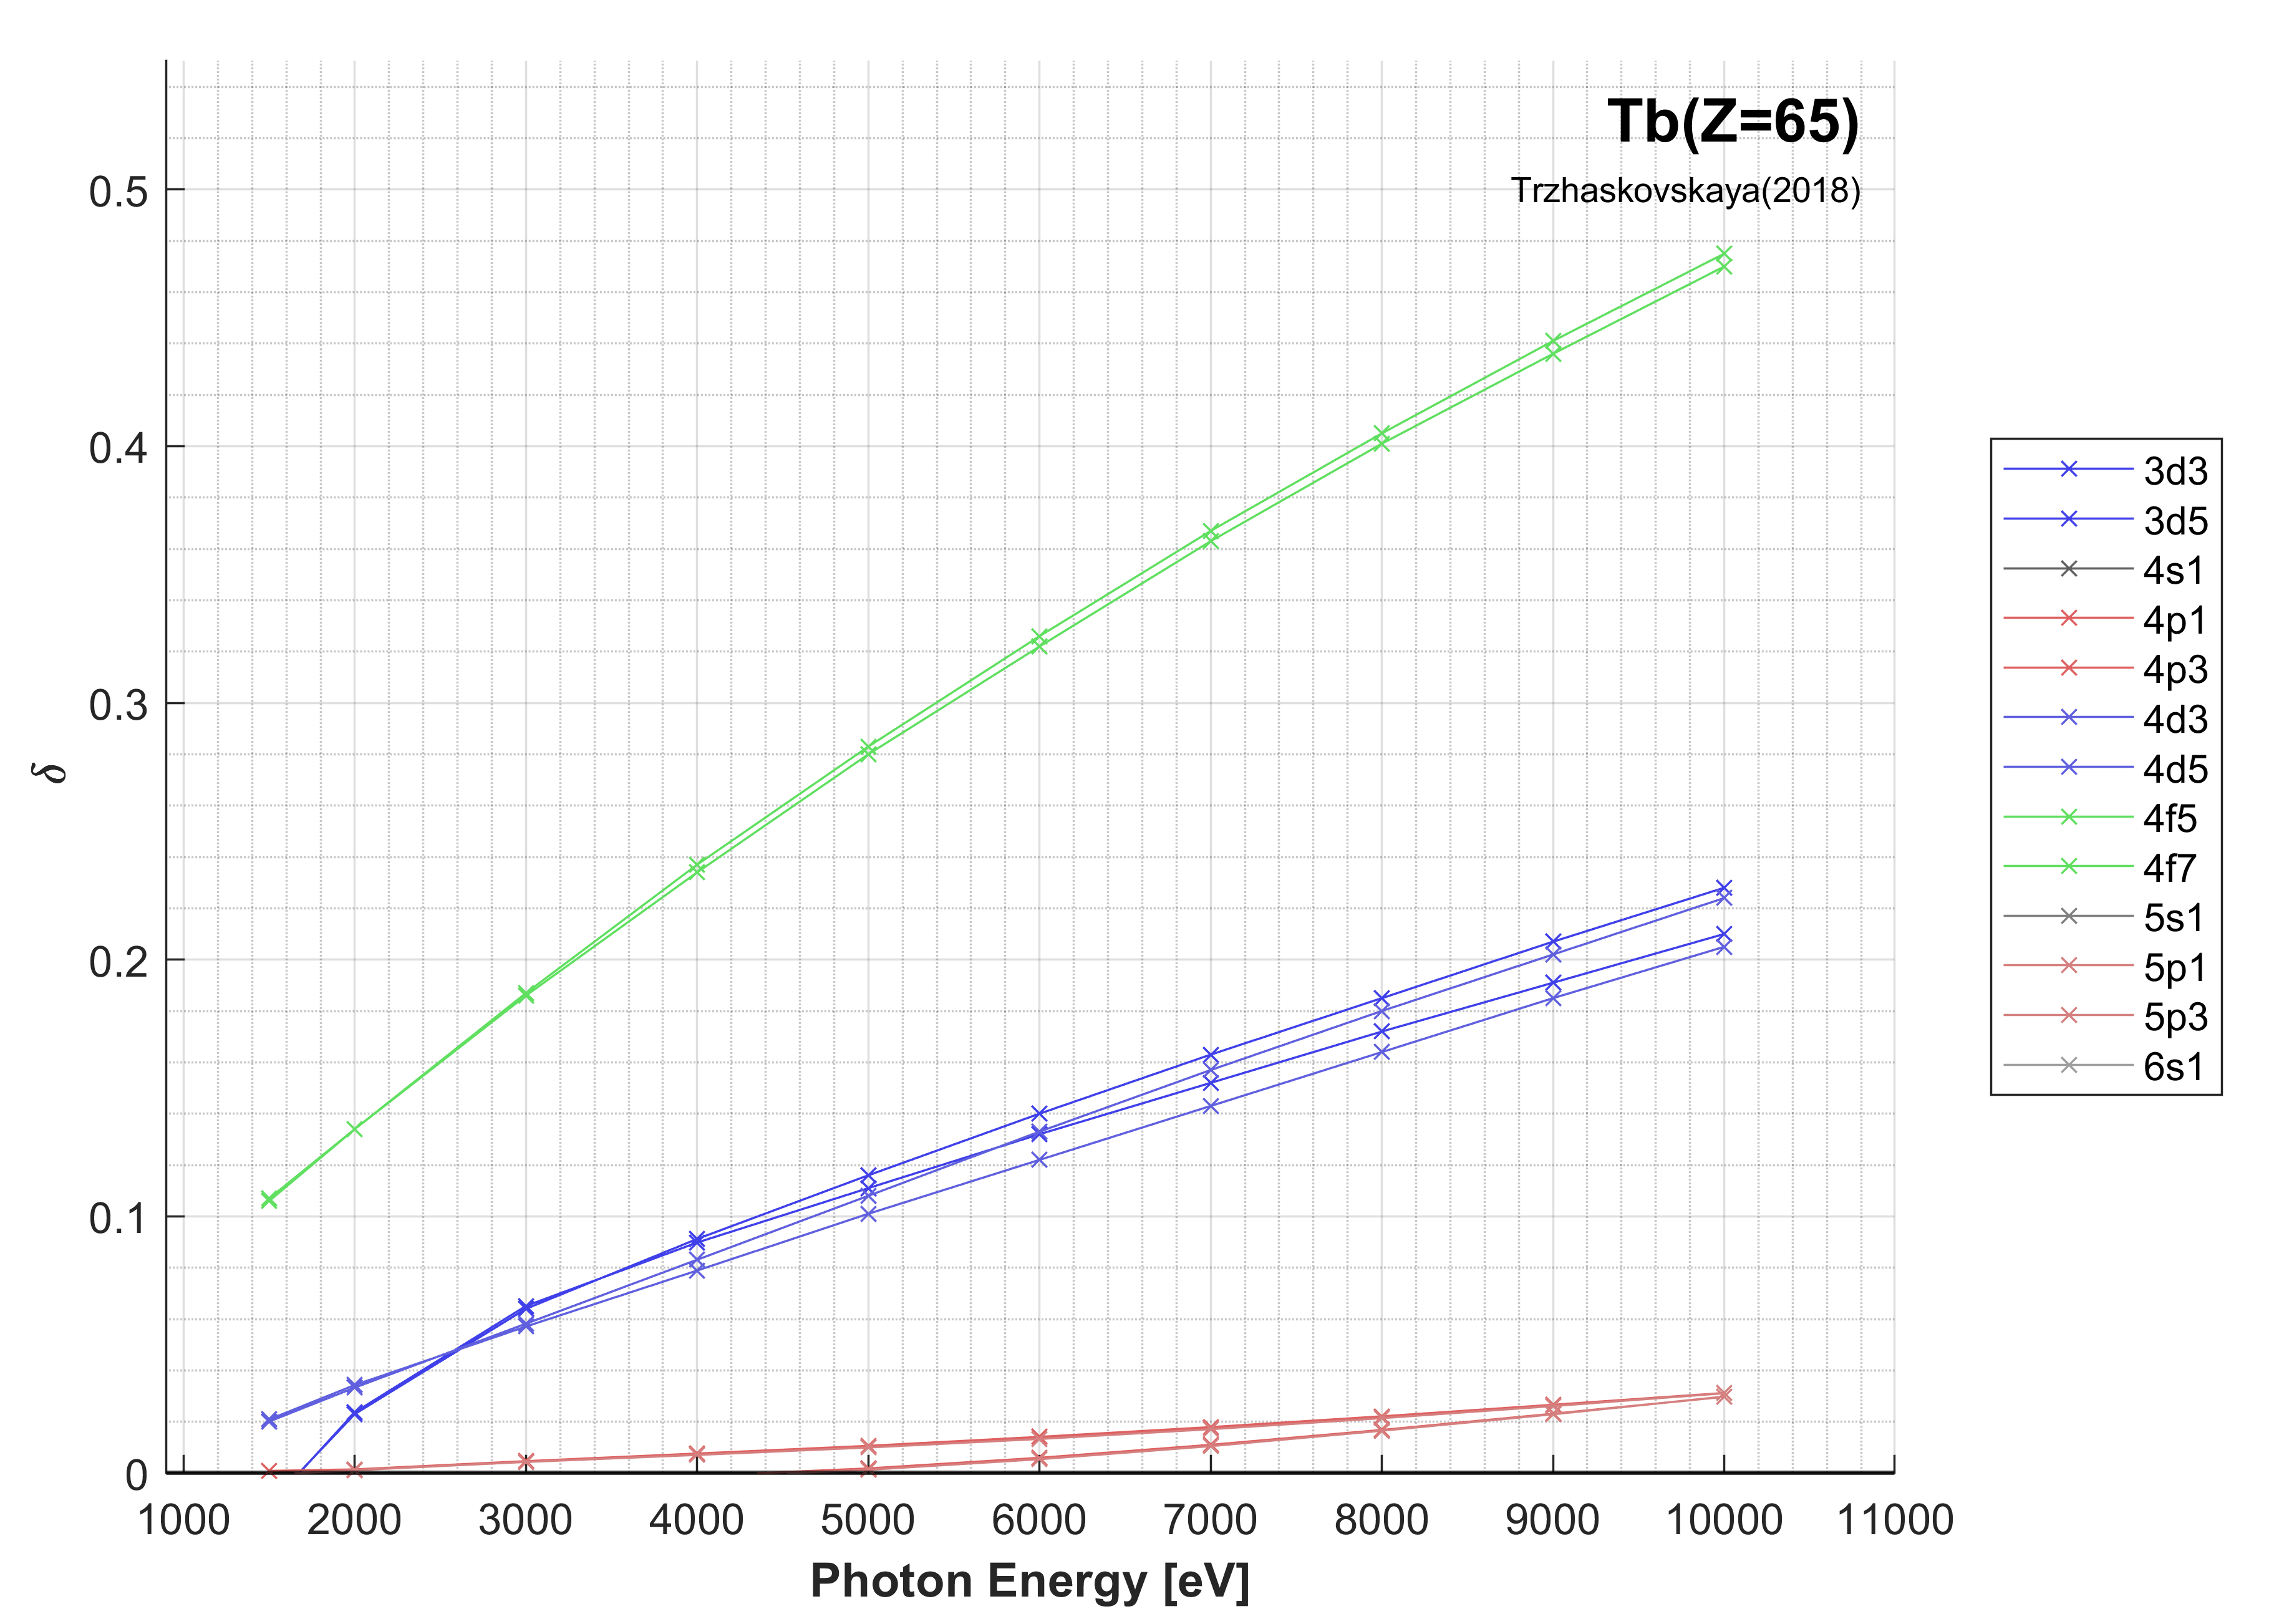 Tb(Z=65)
Trzhaskovskaya(2018)
0.5
0.4
0.3
0.2
0.1
0
δ
1000 2000 3000 4000 5000 6000 7000 8000 9000 10000 11000
Photon Energy [eV]
3d3
3d5
4s1
4p1
4p3
4d3
4d5
4f5
4f7
5s1
5p1
5p3
6s1